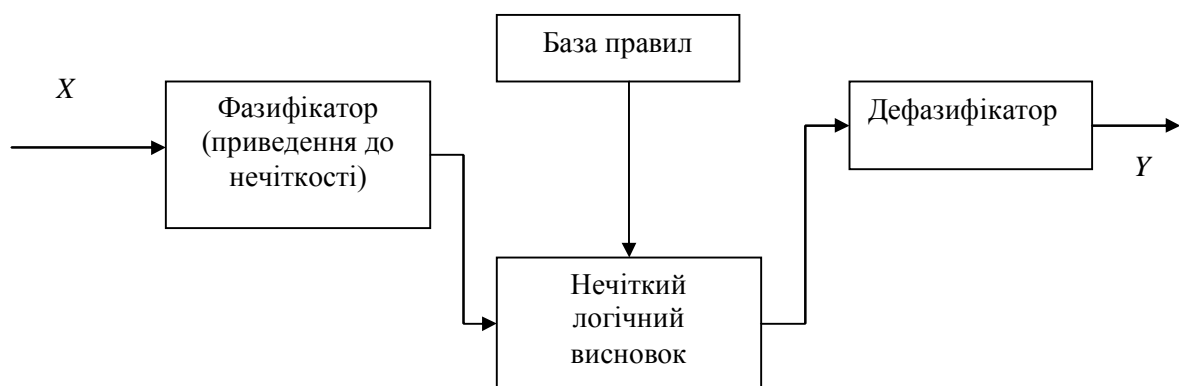 База правил
X
Фазифікатор
(приведення до
нечіткості)
Дефазифікатор
Y
Нечіткий
логічний
висновок